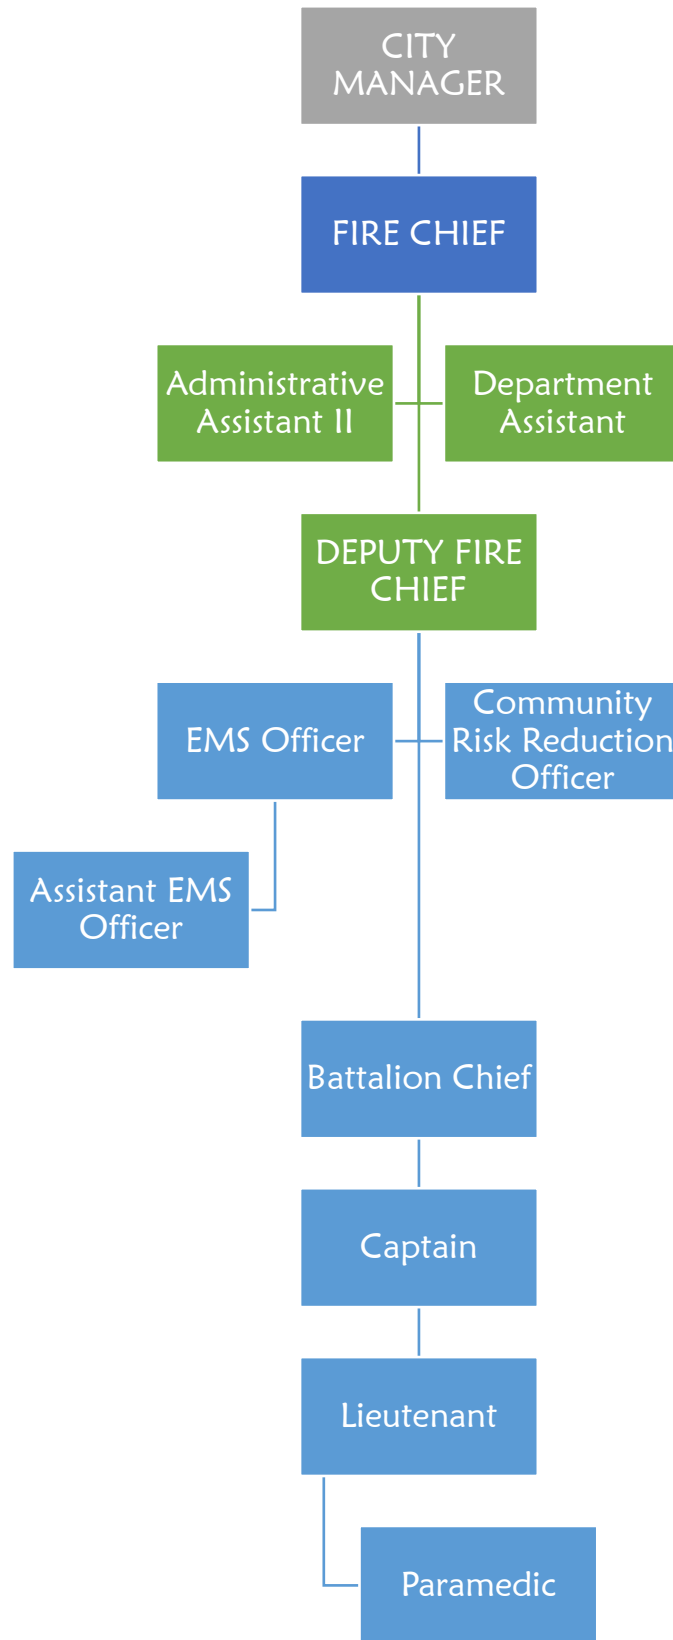 CITY
MANAGER
FIRE CHIEF
Administrative
Assistant II
Department
Assistant
DEPUTY FIRE
CHIEF
EMS Officer
Community
Risk Reduction
Officer
Assistant EMS
Officer
Battalion Chief
Captain
Lieutenant
Paramedic